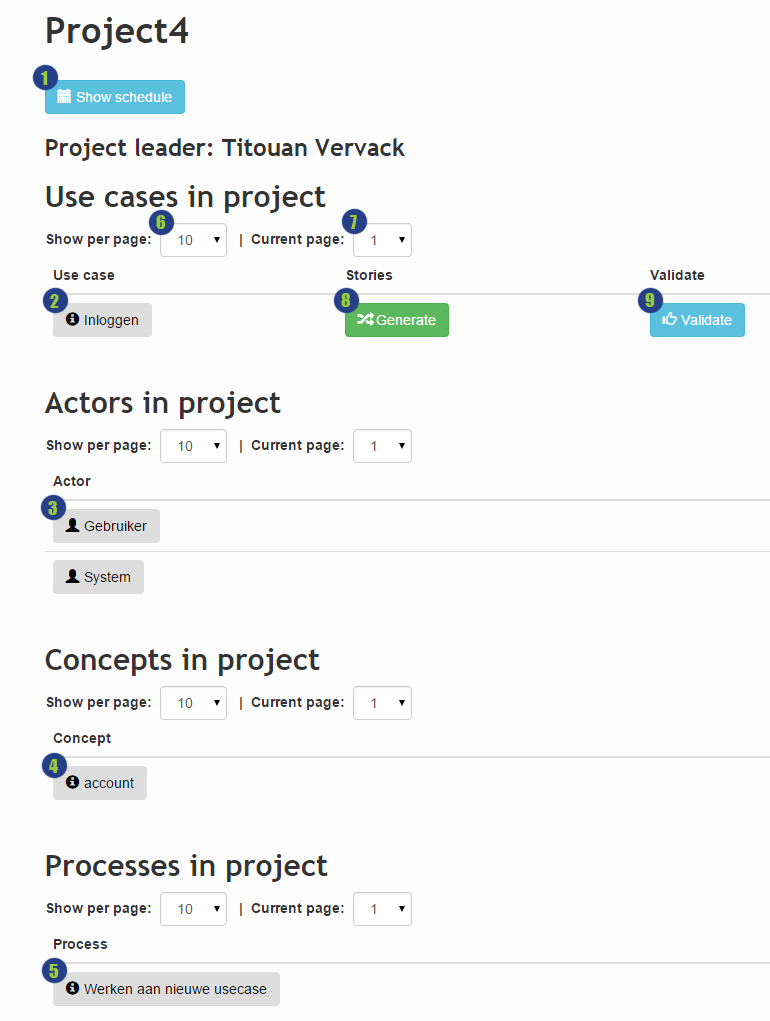 Project4
1
Show schedule
Project leader: Titouan Vervack
Use cases in project
6 7
Show per page: 10 | Current page: 1
Use case Stories Validate
2 8 9
Inloggen Generate Validate
Actors in project
Show per page: 10 | Current page: 1
Actor
3
Gebruiker
System
Concepts in project
Show per page: 10 | Current page: 1
Concept
4
account
Processes in project
Show per page: 10 | Current page: 1
Process
5
Werken aan nieuwe usecase